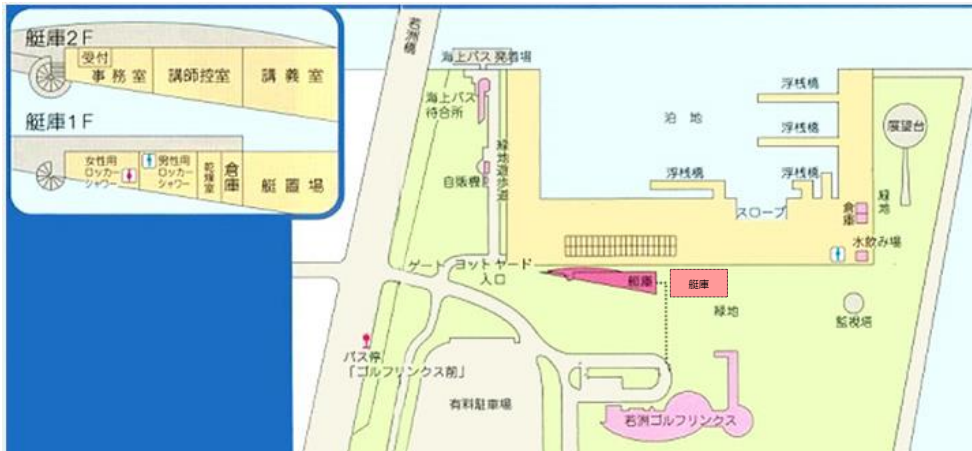 艇庫2F
受付
事務室
講師控室
講義室
艇庫1F
女性用
ロッカー
シャワー
男性用
ロッカー
シャワー
乾燥室
倉庫
艇置場
若洲橋
海上バス発着場
海上バス
待合所
自販機
緑地遊歩道
泊地
浮桟橋
浮桟橋
浮桟橋
浮桟橋
スロープ
展望台
緑地
倉庫
水飲み場
監視塔
ゲート
ヨットヤード
入口
艇庫
艇庫
緑地
バス停
「ゴルフリンクス前」
有料駐車場
若洲ゴルフリンクス